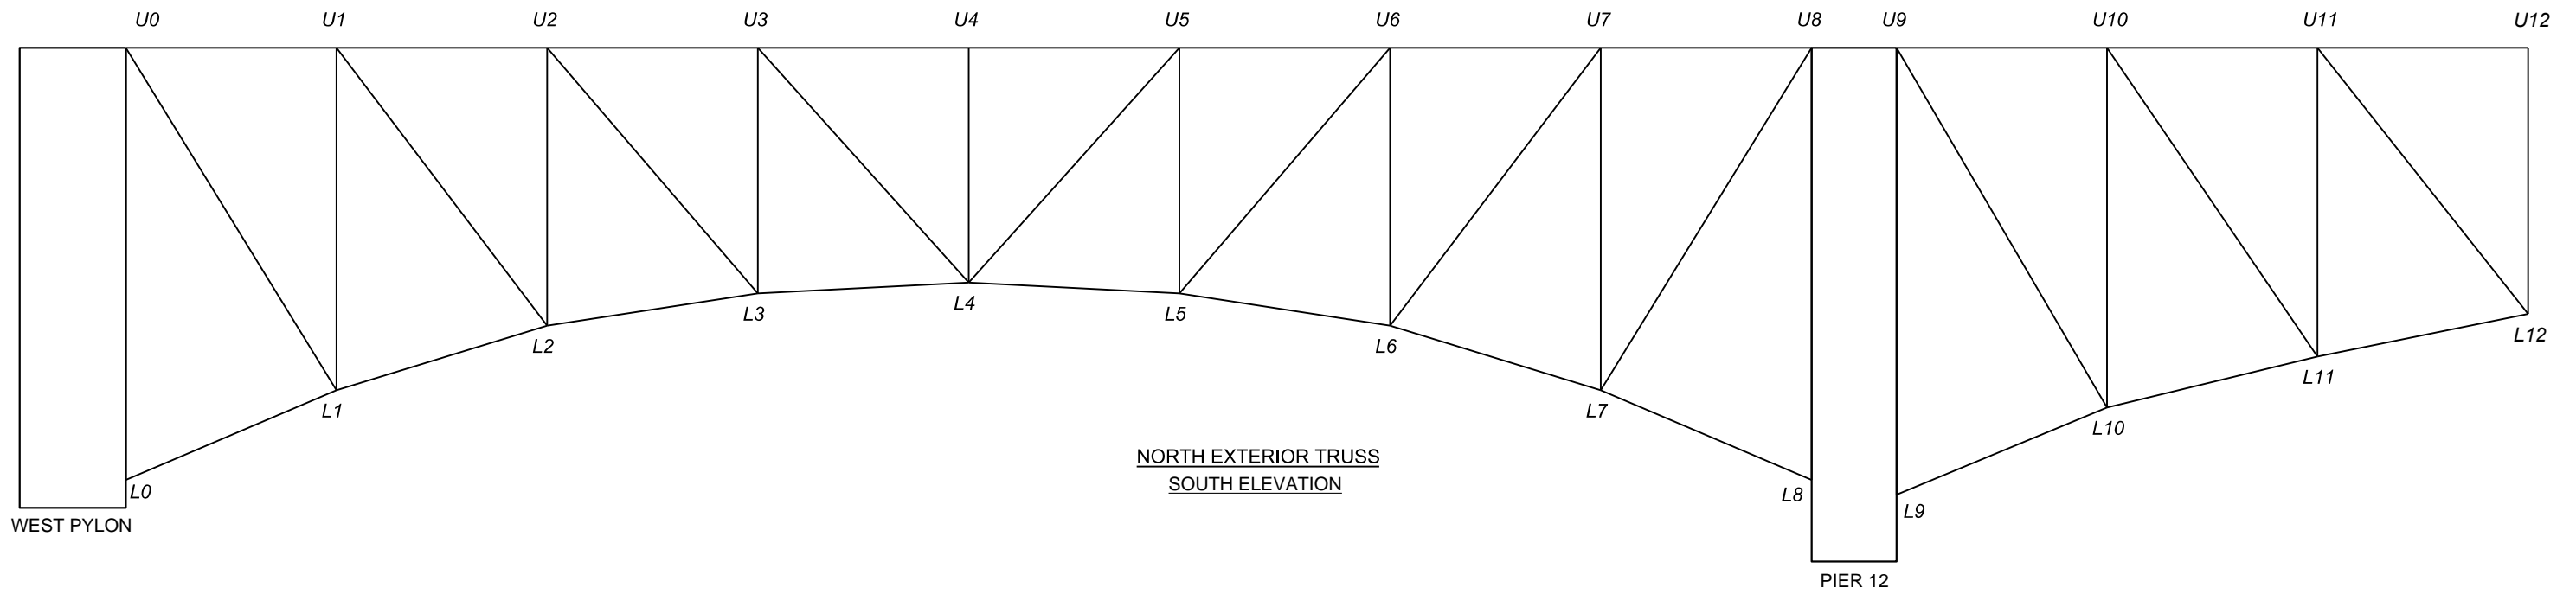 U0 U1 U2 U3 U4 U5 U6 U7 U8 U9 U10 U11 U12
L4
L3 L5
L12
L2 L6
L11
L1 L7
L10
NORTH EXTERIOR TRUSS
SOUTH ELEVATION
L0 L8
L9
WEST PYLON
PIER 12